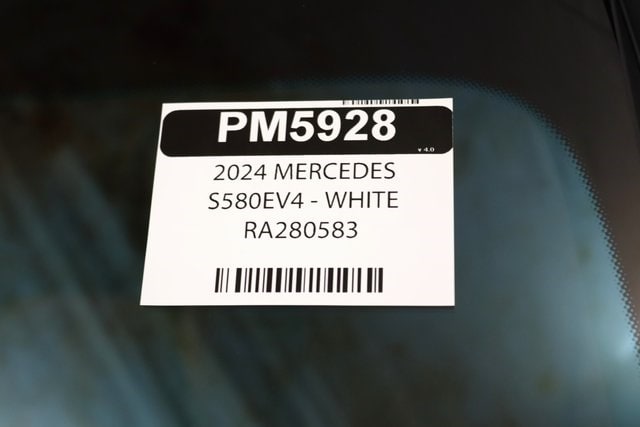 PM5928
v 4.0
2024 MERCEDES
S580EV4 - WHITE
RA280583